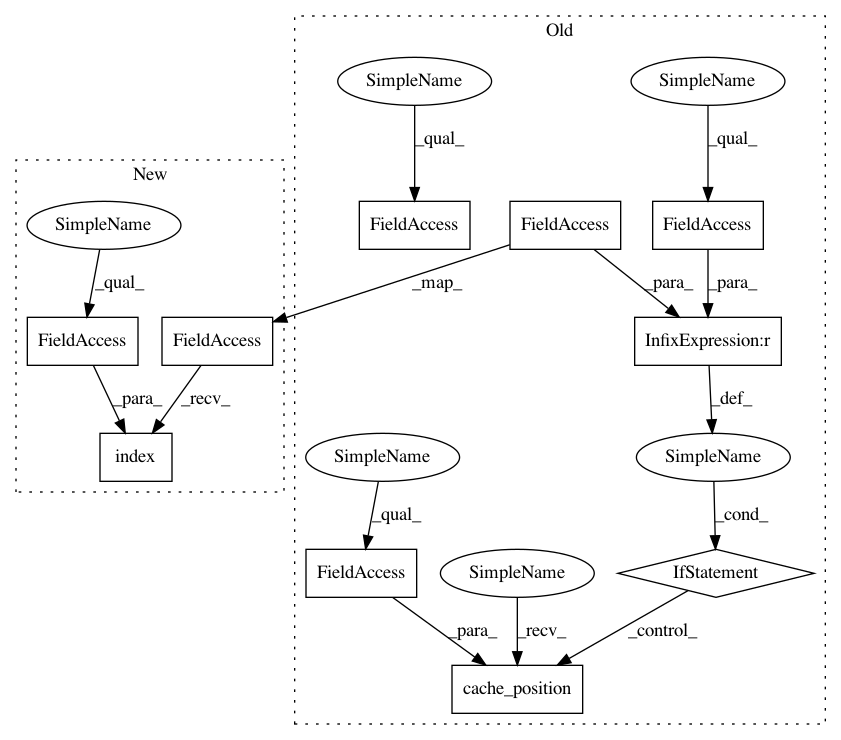 Old
SimpleName
SimpleName
_qual_
_qual_
New
SimpleName
FieldAccess
FieldAccess
FieldAccess
_qual_
_map_
_para_
_para_
FieldAccess
FieldAccess
InfixExpression:r
_para_
_recv_
_def_
index
SimpleName
SimpleName
_qual_
_cond_
FieldAccess
SimpleName
IfStatement
_para_
_recv_
_control_
cache_position